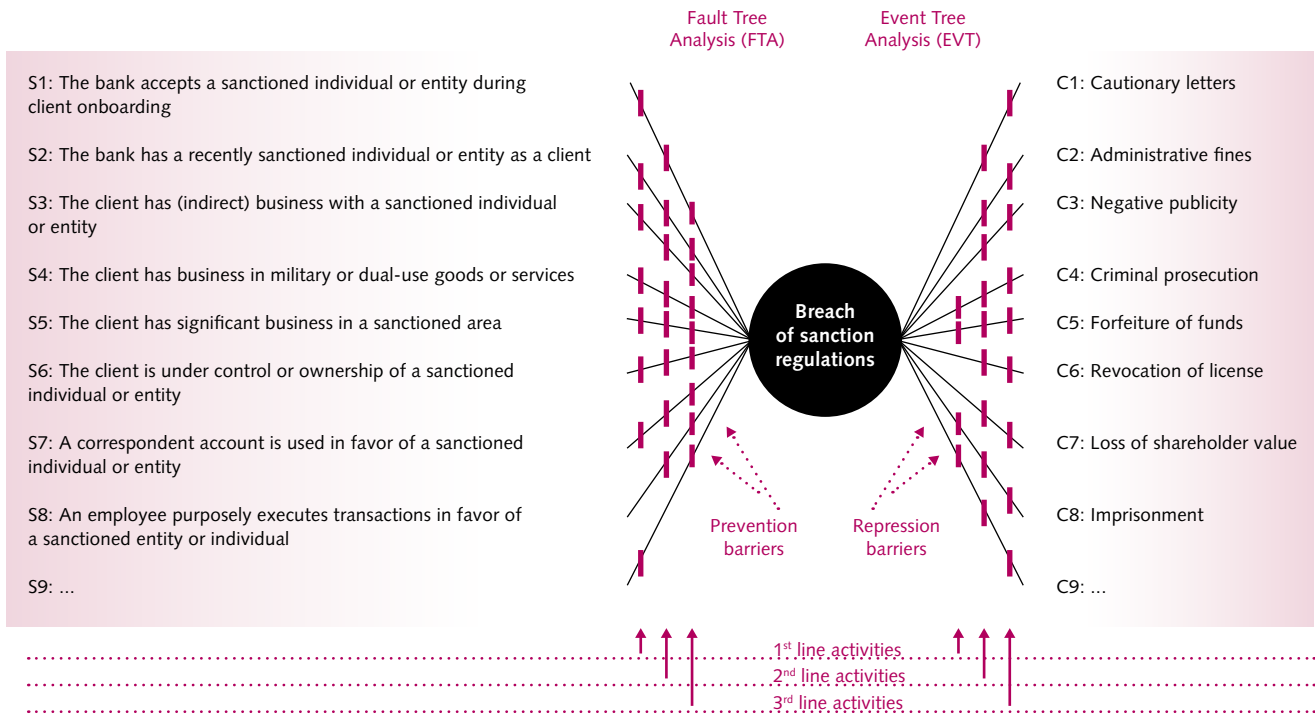 Fault Tree
Analysis (FTA)
Event Tree
Analysis (EVT)
S1: The bank accepts a sanctioned individual or entity during
client onboarding
S2: The bank has a recently sanctioned individual or entity as a client
S3: The client has (indirect) business with a sanctioned individual
or entity
S4: The client has business in military or dual-use goods or services
S5: The client has significant business in a sanctioned area
S6: The client is under control or ownership of a sanctioned
individual or entity
S7: A correspondent account is used in favor of a sanctioned
individual or entity
S8: An employee purposely executes transactions in favor of
a sanctioned entity or individual
S9: ...
Breach
of sanction
regulations
Prevention
barriers
Repression
barriers
C1: Cautionary letters
C2: Administrative fines
C3: Negative publicity
C4: Criminal prosecution
C5: Forfeiture of funds
C6: Revocation of license
C7: Loss of shareholder value
C8: Imprisonment
C9: ...
1st line activities
2nd line activities
3rd line activities